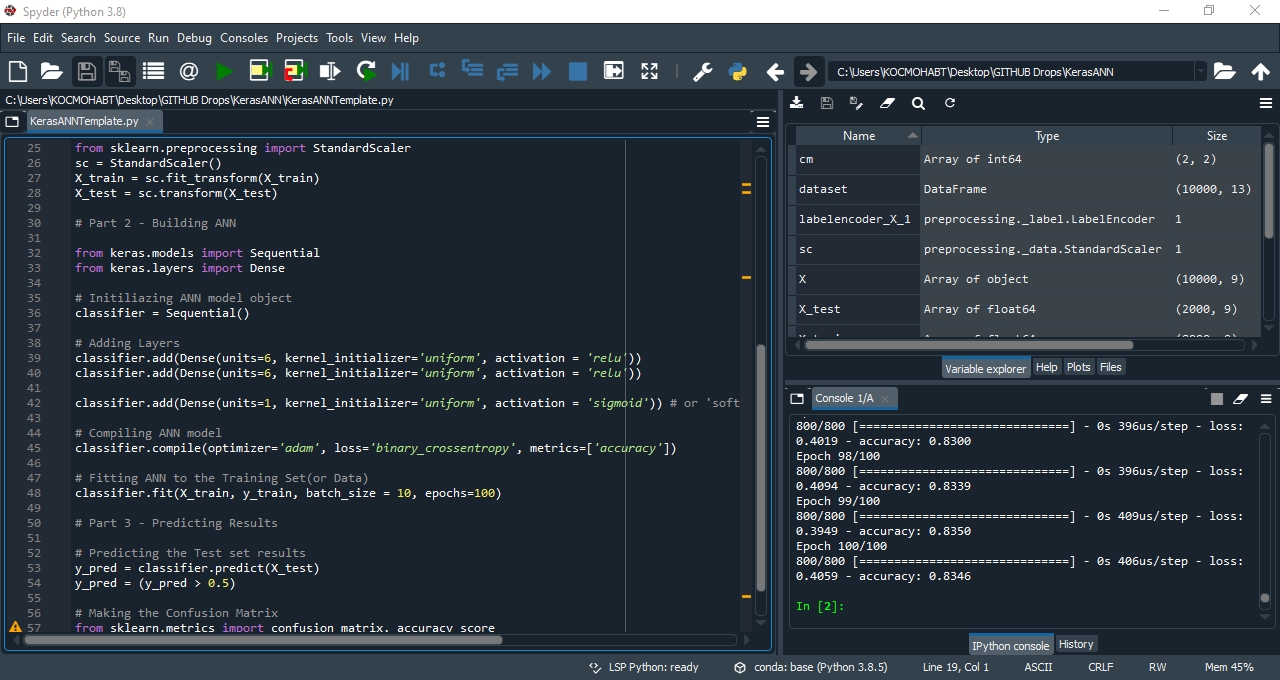 Spyder (Python 3.8)
File Edit Search Source Run Debug Consoles Projects Tools View Help
C:\Users\KOCMOHABT\Desktop\GITHUB Drops\KerasANN
C:\Users\KOCMOHABT\Desktop\GITHUB Drops\KerasANN\KerasANNTemplate.py
KerasANNTemplate.py
25 from sklearn.preprocessing import StandardScaler
26 sc = StandardScaler()
27 X_train = sc.fit_transform(X_train)
28 X_test = sc.transform(X_test)
29
30 # Part 2 - Building ANN
31
32 from keras.models import Sequential
33 from keras.layers import Dense
34
35 # Initiliazing ANN model object
36 classifier = Sequential()
37
38 # Adding Layers
39 classifier.add(Dense(units=6, kernel_initializer='uniform', activation = 'relu'))
40 classifier.add(Dense(units=6, kernel_initializer='uniform', activation = 'relu'))
41
42 classifier.add(Dense(units=1, kernel_initializer='uniform', activation = 'sigmoid')) # or 'soft
43
44 # Compiling ANN model
45 classifier.compile(optimizer='adam', loss='binary_crossentropy', metrics=['accuracy'])
46
47 # Fitting ANN to the Training Set(or Data)
48 classifier.fit(X_train, y_train, batch_size = 10, epochs=100)
49
50 # Part 3 - Predicting Results
51
52 # Predicting the Test set results
53 y_pred = classifier.predict(X_test)
54 y_pred = (y_pred > 0.5)
55
56 # Making the Confusion Matrix
57 from sklearn.metrics import confusion_matrix, accuracy_score
Name Type Size
cm Array of int64 (2, 2)
dataset DataFrame (10000, 13)
labelencoder_X_1 preprocessing._label.LabelEncoder 1
sc preprocessing._data.StandardScaler 1
X Array of object (10000, 9)
X_test Array of float64 (2000, 9)
Variable explorer Help Plots Files
Console 1/A
800/800 [==============================] - 0s 396us/step - loss:
0.4019 - accuracy: 0.8300
Epoch 98/100
800/800 [==============================] - 0s 396us/step - loss:
0.4094 - accuracy: 0.8339
Epoch 99/100
800/800 [==============================] - 0s 409us/step - loss:
0.3949 - accuracy: 0.8350
Epoch 100/100
800/800 [==============================] - 0s 406us/step - loss:
0.4059 - accuracy: 0.8346
In [2]:
IPython console History
LSP Python: ready conda: base (Python 3.8.5) Line 19, Col 1 ASCII CRLF RW Mem 45%